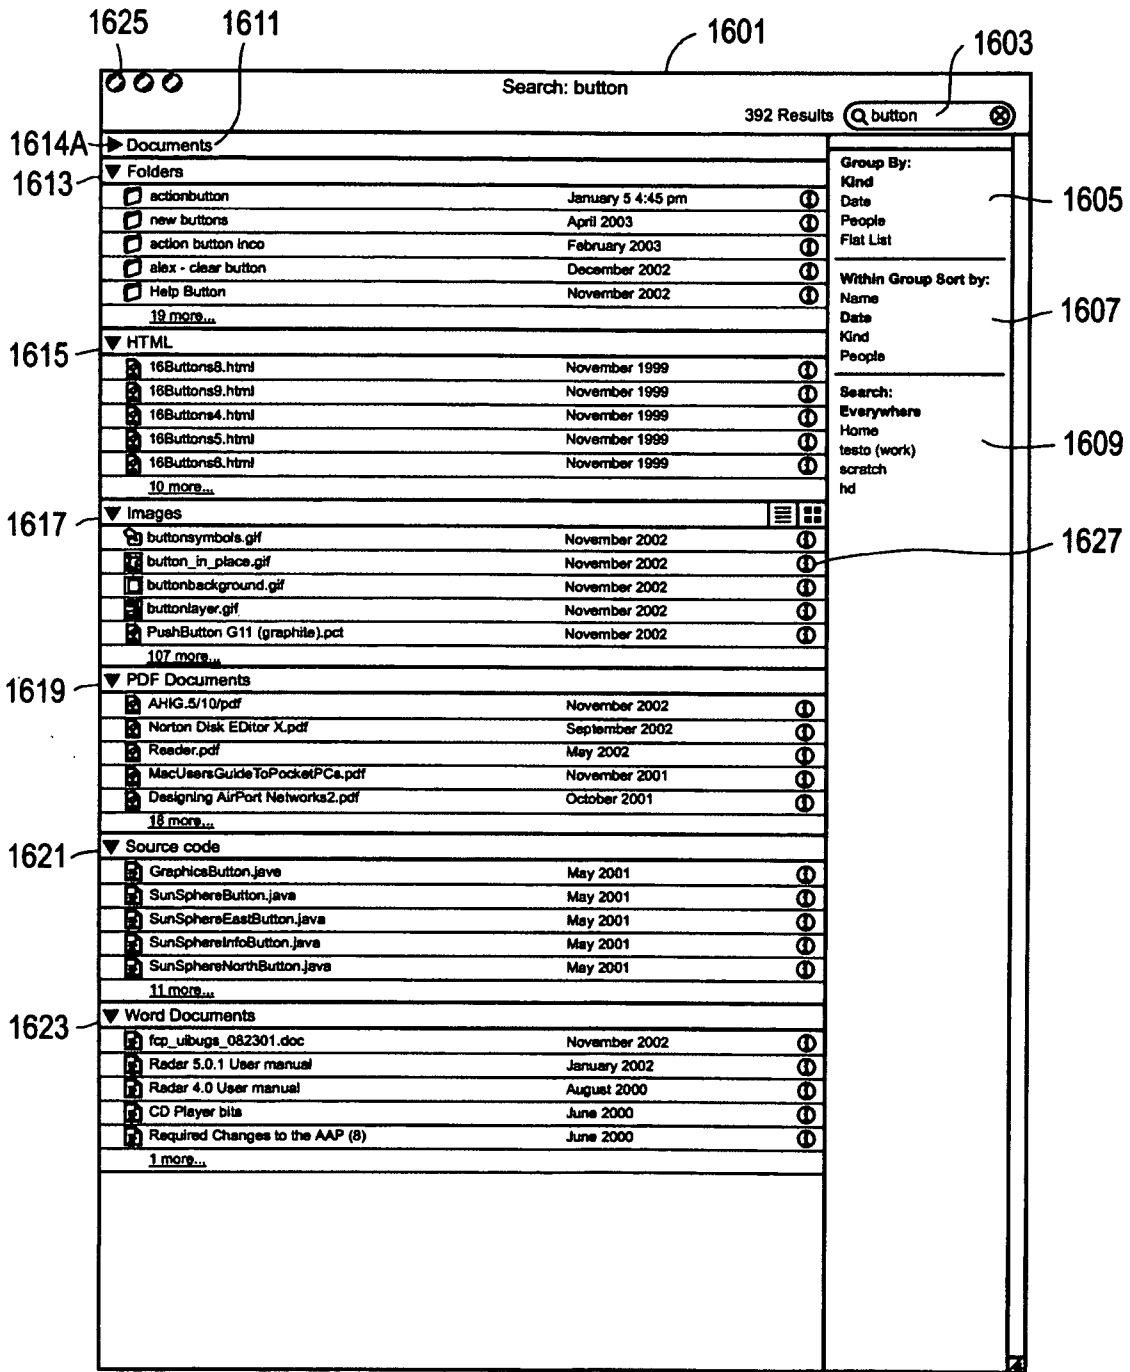 1625 1611 1601 1603
Search: button
392 Results button
1614A Documents
1613 Folders
actionbutton January 5 4:45 pm
new buttons April 2003
action button inco February 2003
alex - clear button December 2002
Help Button November 2002
19 more...
1615 HTML
16Buttons8.html November 1999
16Buttons9.html November 1999
16Buttons4.html November 1999
16Buttons5.html November 1999
16Buttons6.html November 1999
10 more...
1617 Images
buttonsymbols.gif November 2002
button_in_place.gif November 2002
buttonbackground.gif November 2002
buttonlayer.gif November 2002
PushButton G11 (graphite).pct November 2002
107 more...
1619 PDF Documents
AHIG.5/10/pdf November 2002
Norton Disk EDitor X.pdf September 2002
Reader.pdf May 2002
MacUsersGuideToPocketPCs.pdf November 2001
Designing AirPort Networks2.pdf October 2001
18 more...
1621 Source code
GraphicsButton.java May 2001
SunSphereButton.java May 2001
SunSphereEastButton.java May 2001
SunSphereInfoButton.java May 2001
SunSphereNorthButton.java May 2001
11 more...
1623 Word Documents
fcp_uibugs_082301.doc November 2002
Radar 5.0.1 User manual January 2002
Radar 4.0 User manual August 2000
CD Player bits June 2000
Required Changes to the AAP (8) June 2000
1 more...
Group By:
Kind
Date 1605
People
Flat List
Within Group Sort by:
Name
Date 1607
Kind
People
Search:
Everywhere
Home 1609
testo (work)
scratch
hd
1627